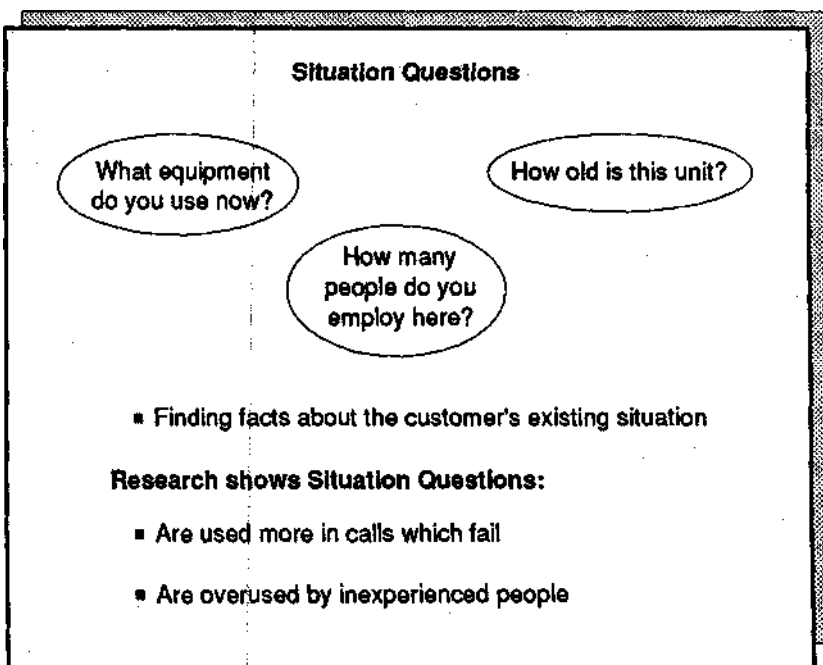 Situation Questions
What equipment
do you use now?
How old is this unit?
How many
people do you
employ here?
▪ Finding facts about the customer's existing situation
Research shows Situation Questions:
▪ Are used more in calls which fail
▪ Are overused by inexperienced people